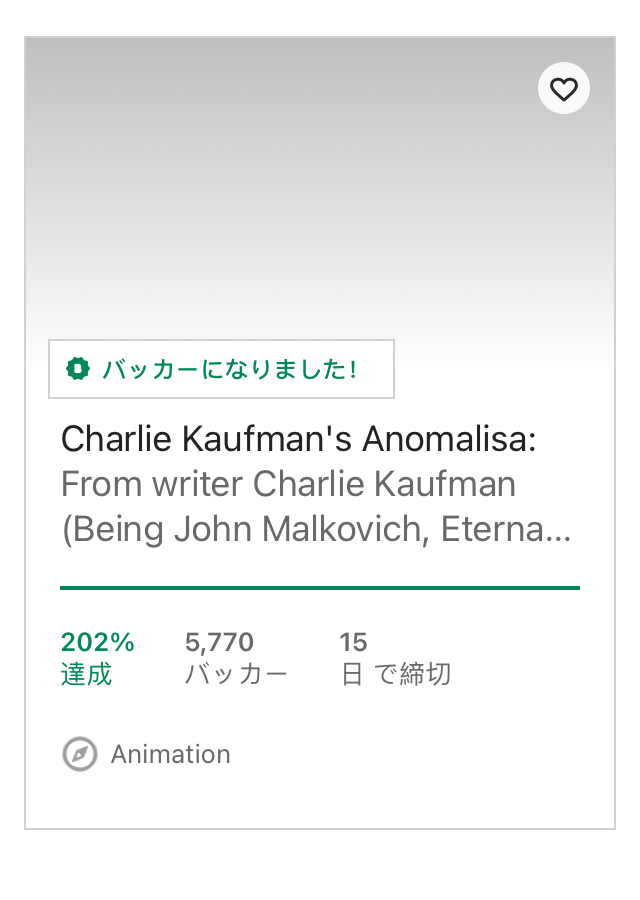 バッカーになりました!
Charlie Kaufman's Anomalisa:
From writer Charlie Kaufman
(Being John Malkovich, Eterna...
202% 5,770 15
達成 バッカー 日 で締切
Animation